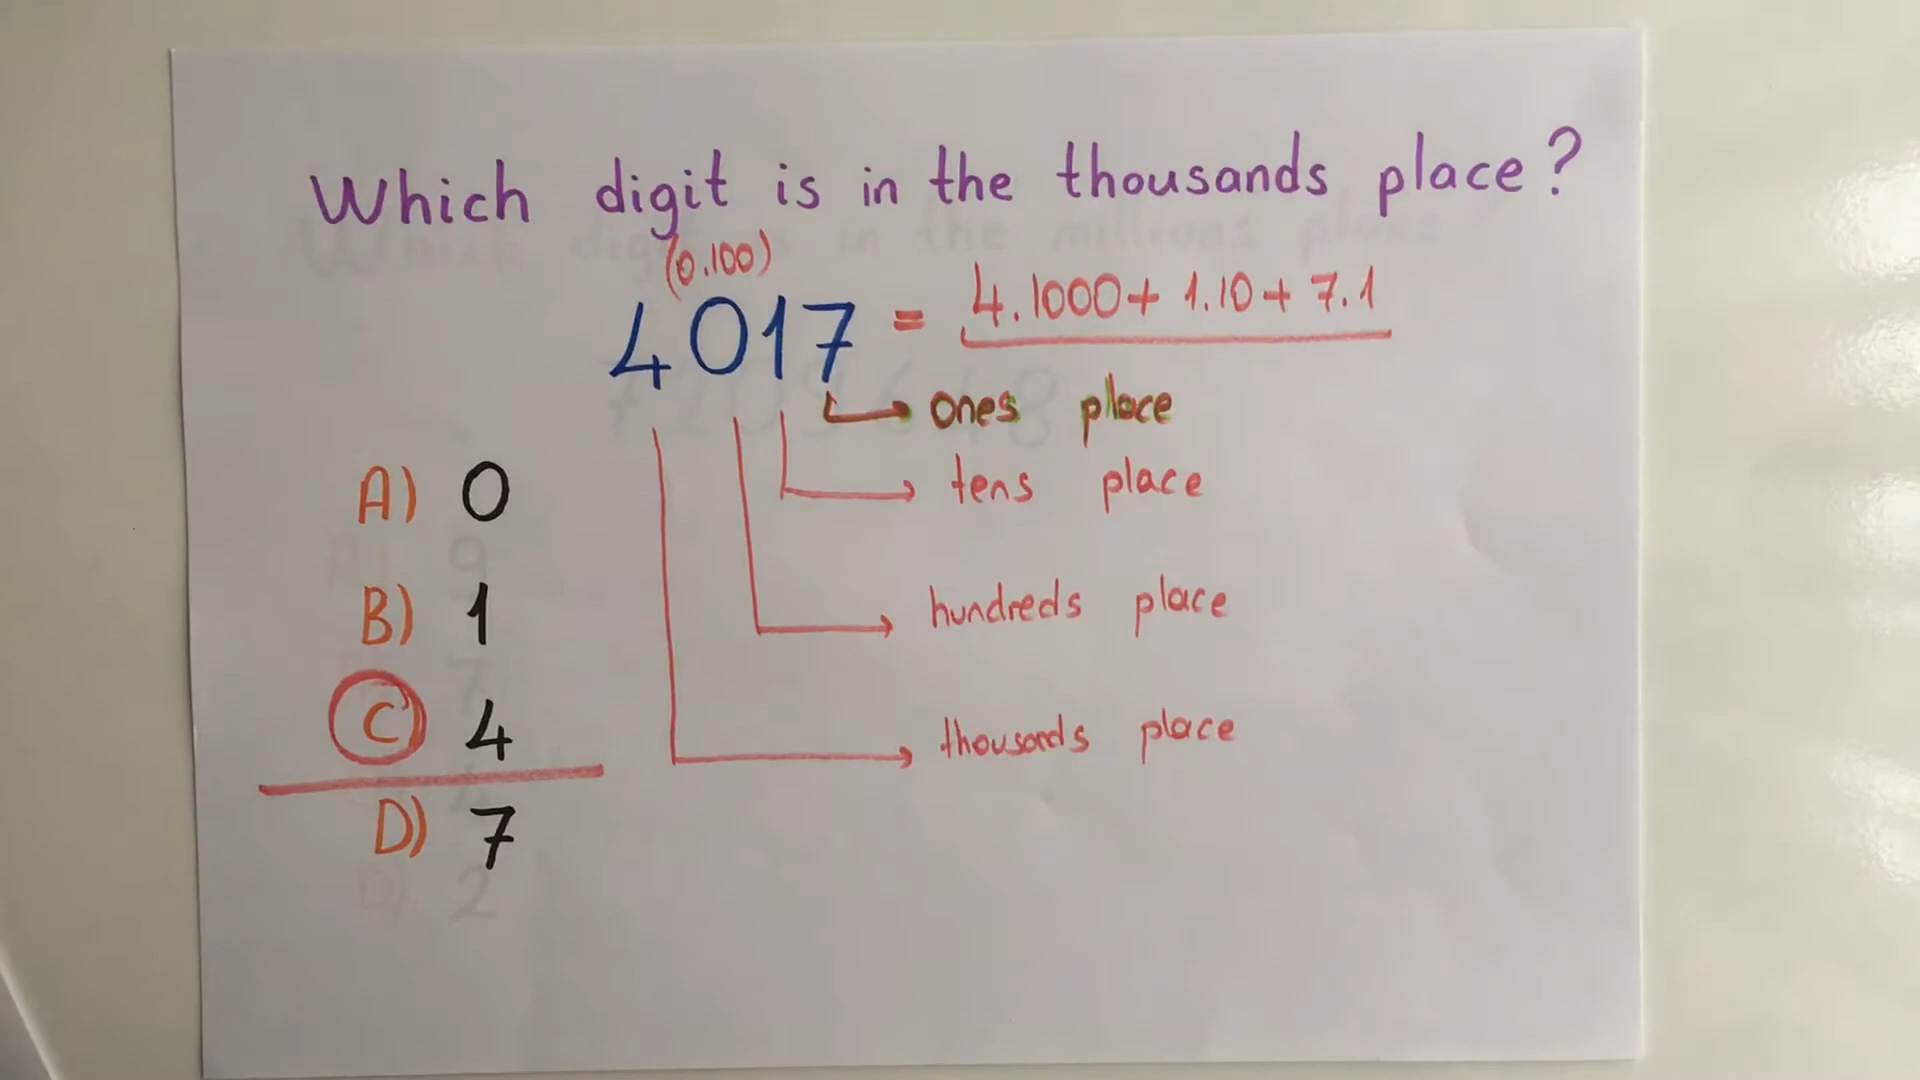 Which digit is in the thousands place?
(0.100)
4017 = 4.1000 + 1.10 + 7.1
ones place
tens place
hundreds place
thousands place
A) 0
B) 1
C) 4
D) 7